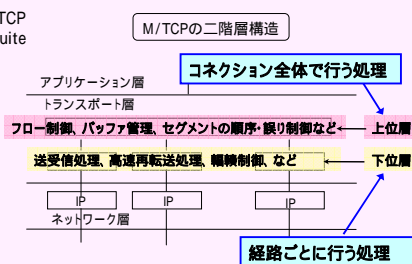 TCP
uite
M/TCPの二階層構造
コネクション全体で行う処理
アプリケーション層
トランスポート層
フロー制御、バッファ管理、セグメントの順序・誤り制御など
上位層
送受信処理、高速再転送処理、輻輳制御、など
下位層
IP
IP
IP
ネットワーク層
経路ごとに行う処理